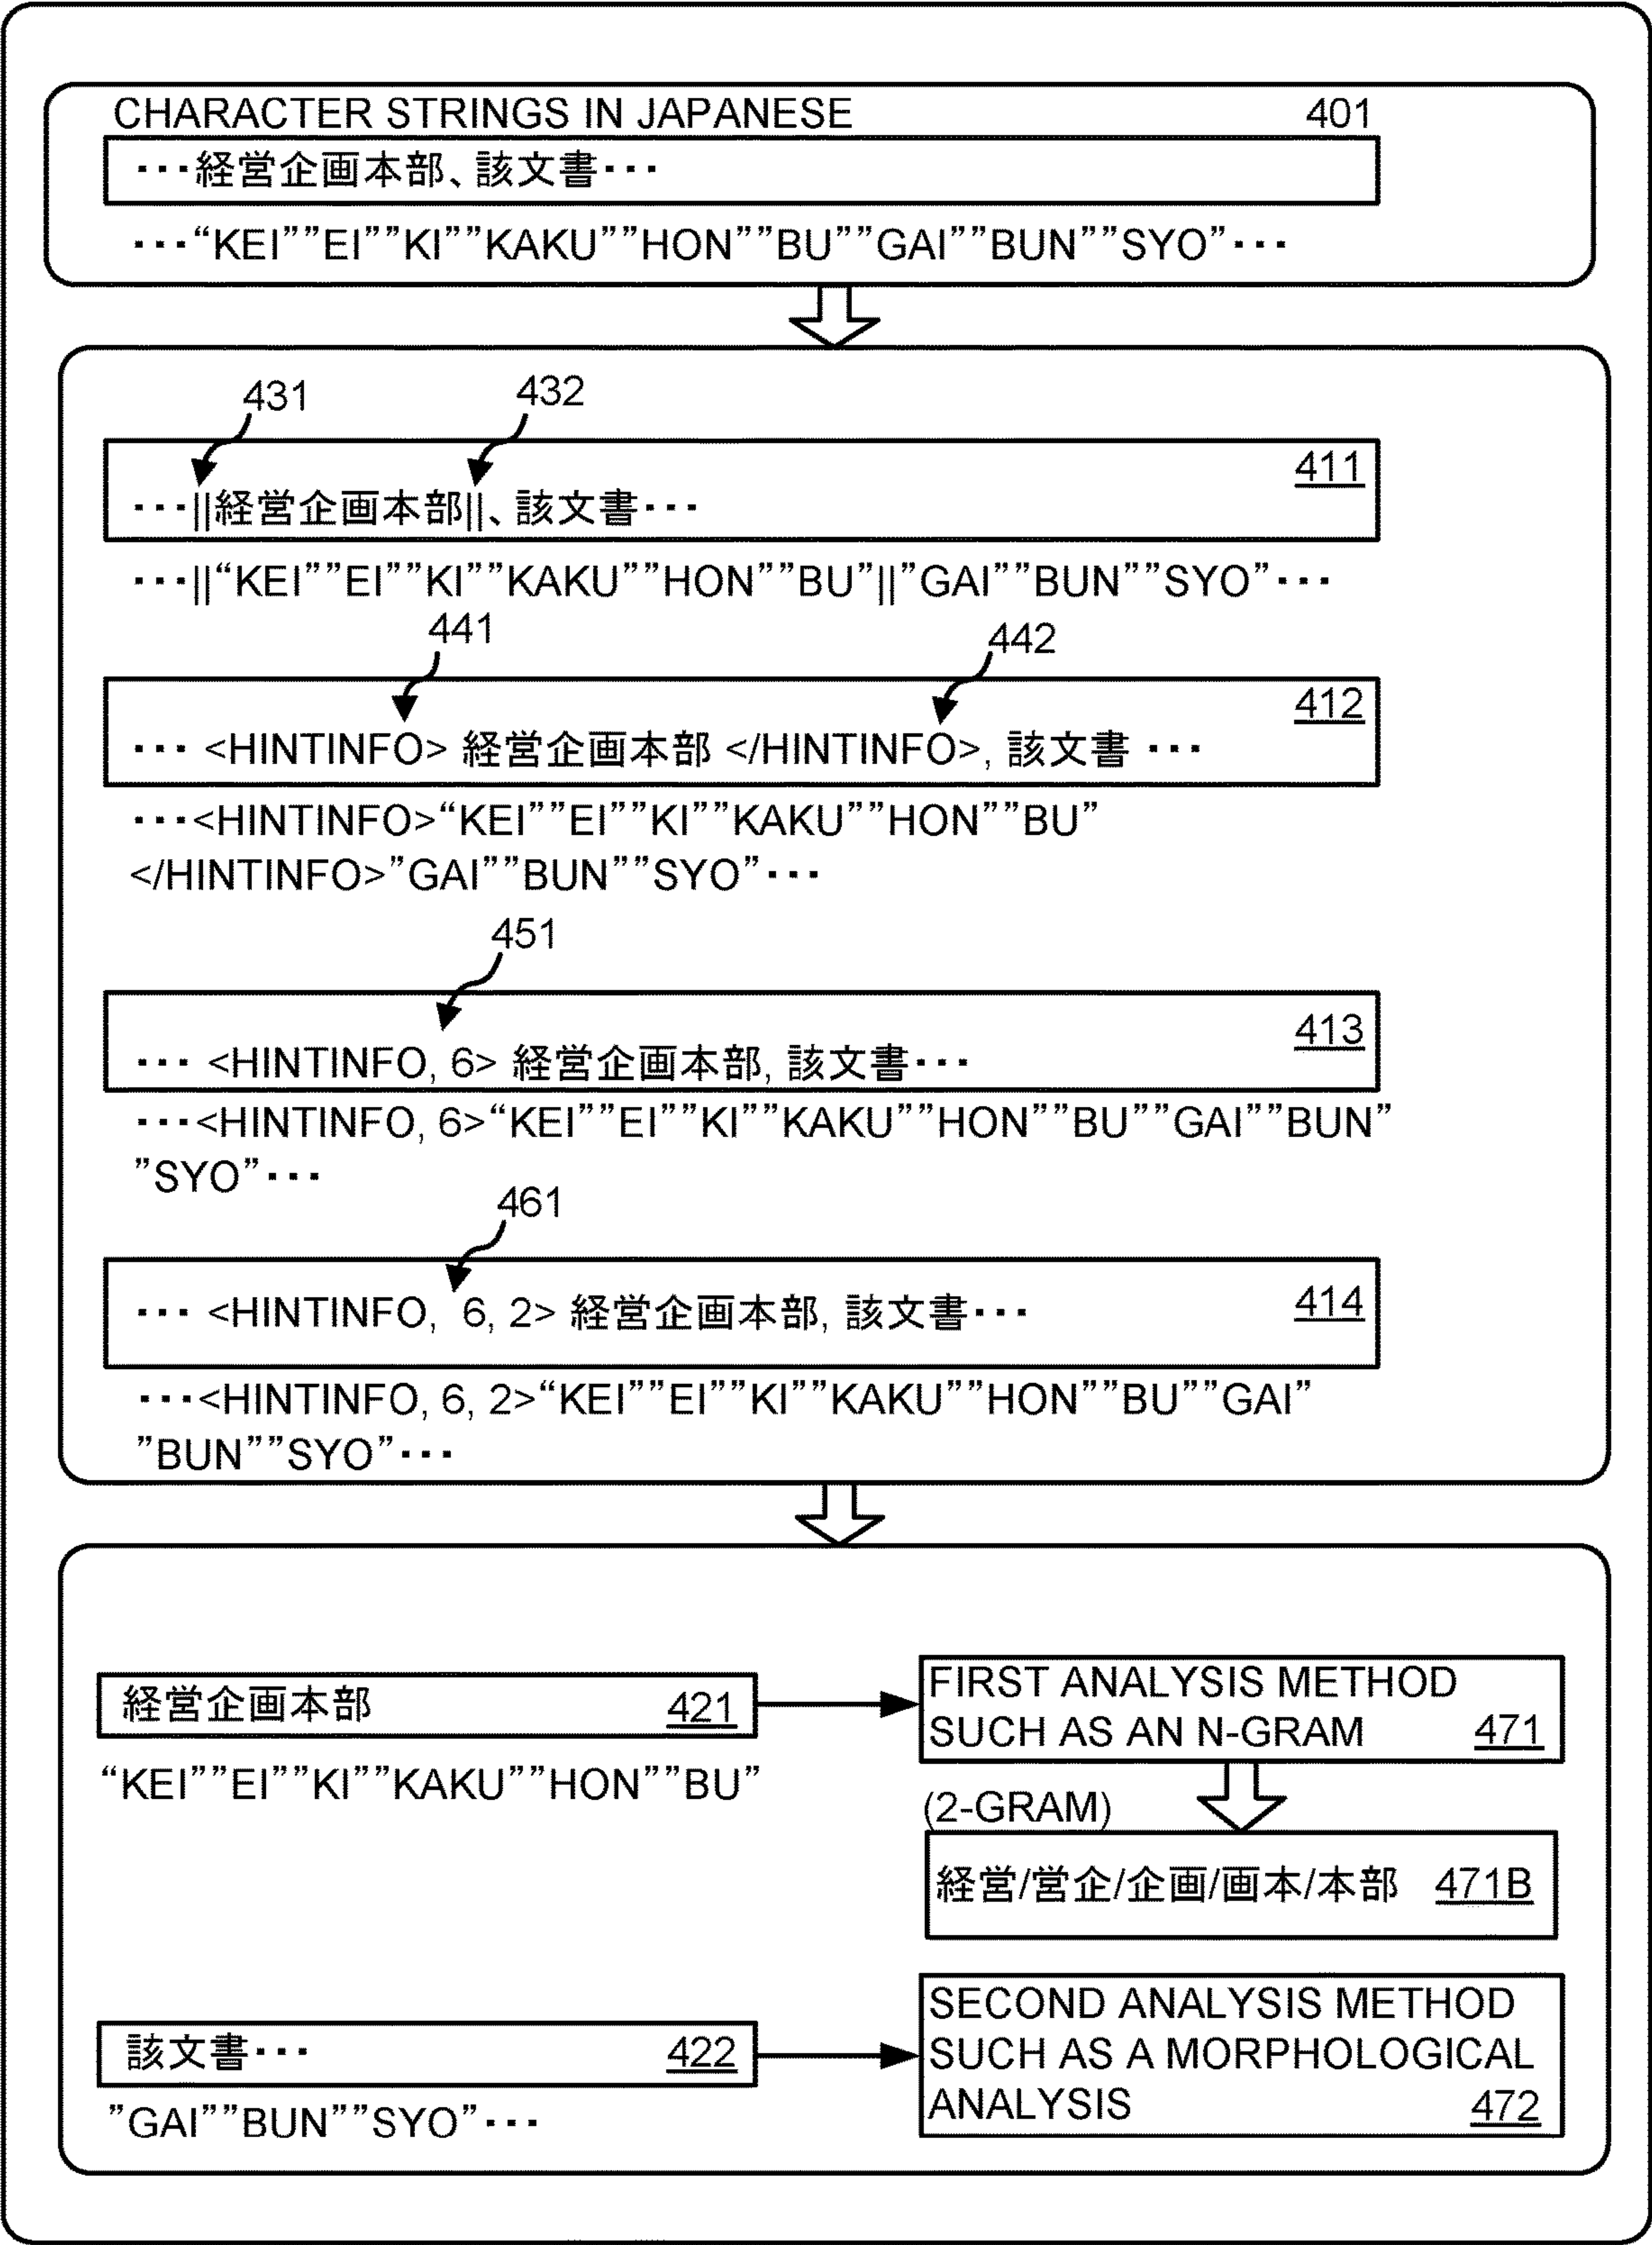 CHARACTER STRINGS IN JAPANESE 401
･･･経営企画本部、該文書･･･
･･･“KEI””EI””KI””KAKU””HON””BU””GAI””BUN””SYO”･･･
431 432
411
･･･||経営企画本部||、該文書･･･
･･･||“KEI””EI””KI””KAKU””HON””BU”||”GAI””BUN””SYO”･･･
441 442
412
･･･ <HINTINFO> 経営企画本部 </HINTINFO>, 該文書 ･･･
･･･<HINTINFO>“KEI””EI””KI””KAKU””HON””BU”
</HINTINFO>”GAI””BUN””SYO”･･･
451
413
･･･ <HINTINFO, 6> 経営企画本部, 該文書･･･
･･･<HINTINFO, 6>“KEI””EI””KI””KAKU””HON””BU””GAI””BUN”
”SYO”･･･
461
414
･･･ <HINTINFO, 6, 2> 経営企画本部, 該文書･･･
･･･<HINTINFO, 6, 2>“KEI””EI””KI””KAKU””HON””BU””GAI”
”BUN””SYO”･･･
経営企画本部 421
“KEI””EI””KI””KAKU””HON””BU”
FIRST ANALYSIS METHOD
SUCH AS AN N-GRAM 471
(2-GRAM)
経営/営企/企画/画本/本部 471B
該文書･･･ 422
”GAI””BUN””SYO”･･･
SECOND ANALYSIS METHOD
SUCH AS A MORPHOLOGICAL
ANALYSIS 472